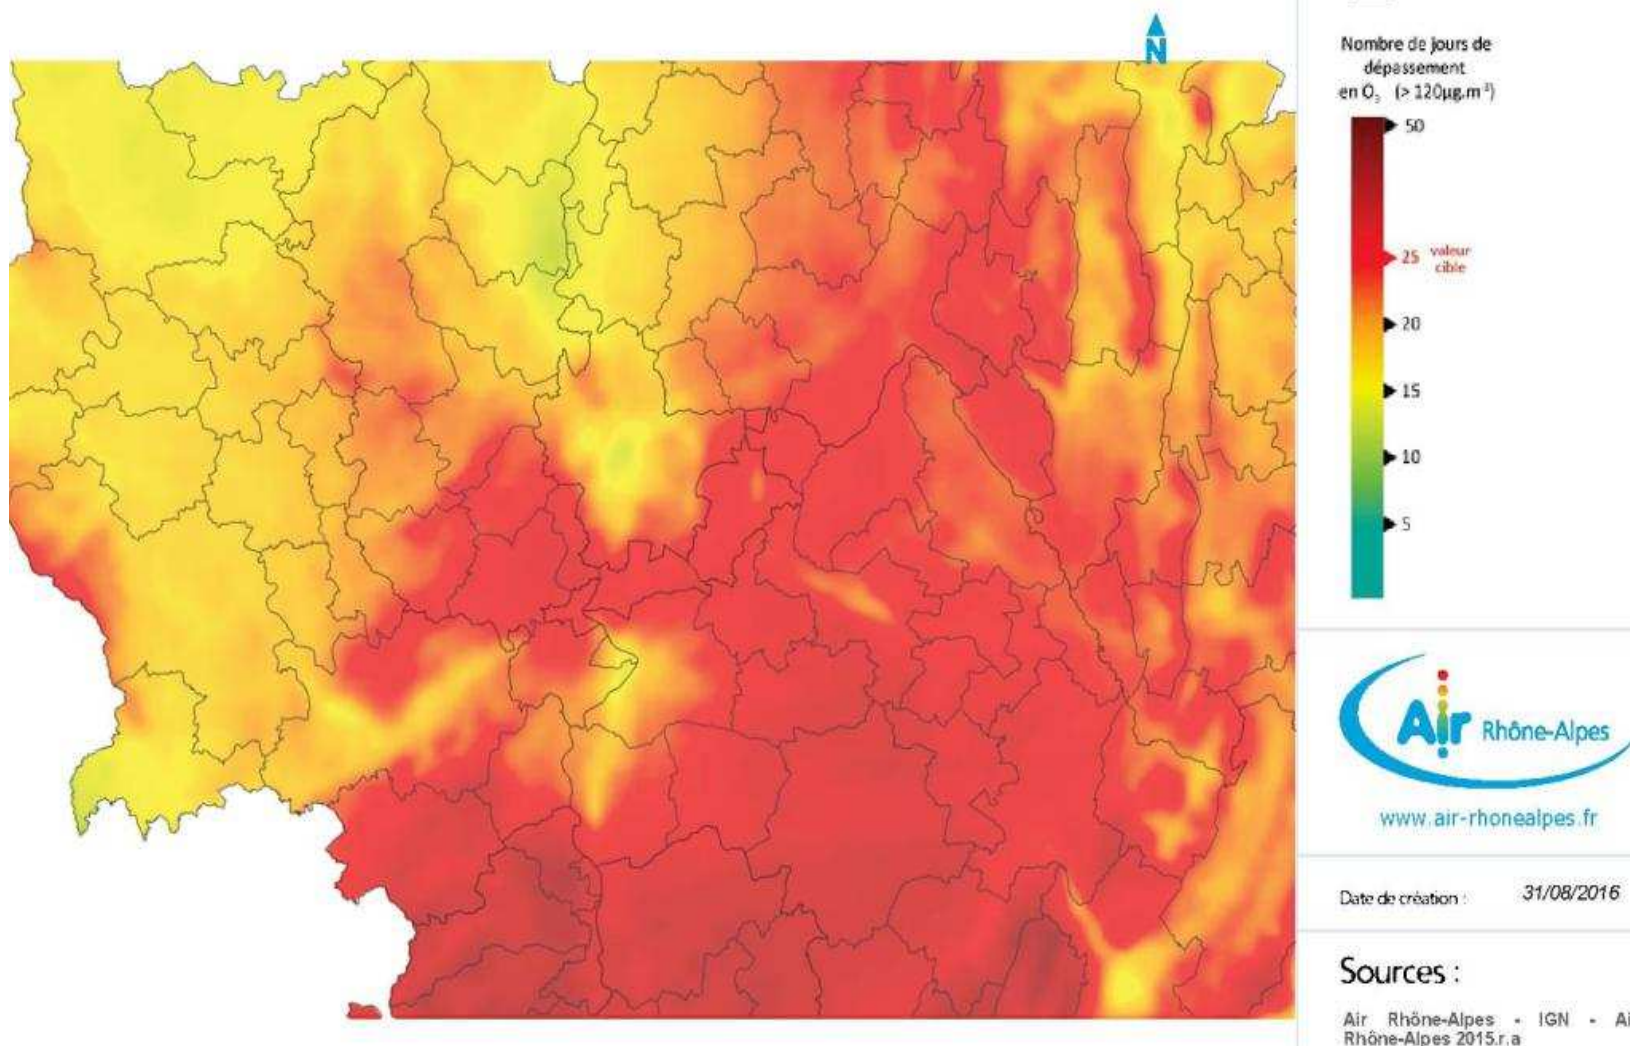 N
Nombre de jours de
dépassement
en O₃ (> 120µg.m⁻³)
50
25 valeur
cible
20
15
10
5
Air Rhône-Alpes
www.air-rhonealpes.fr
Date de création : 31/08/2016
Sources :
Air Rhône-Alpes - IGN - Ai
Rhône-Alpes 2015.r.a